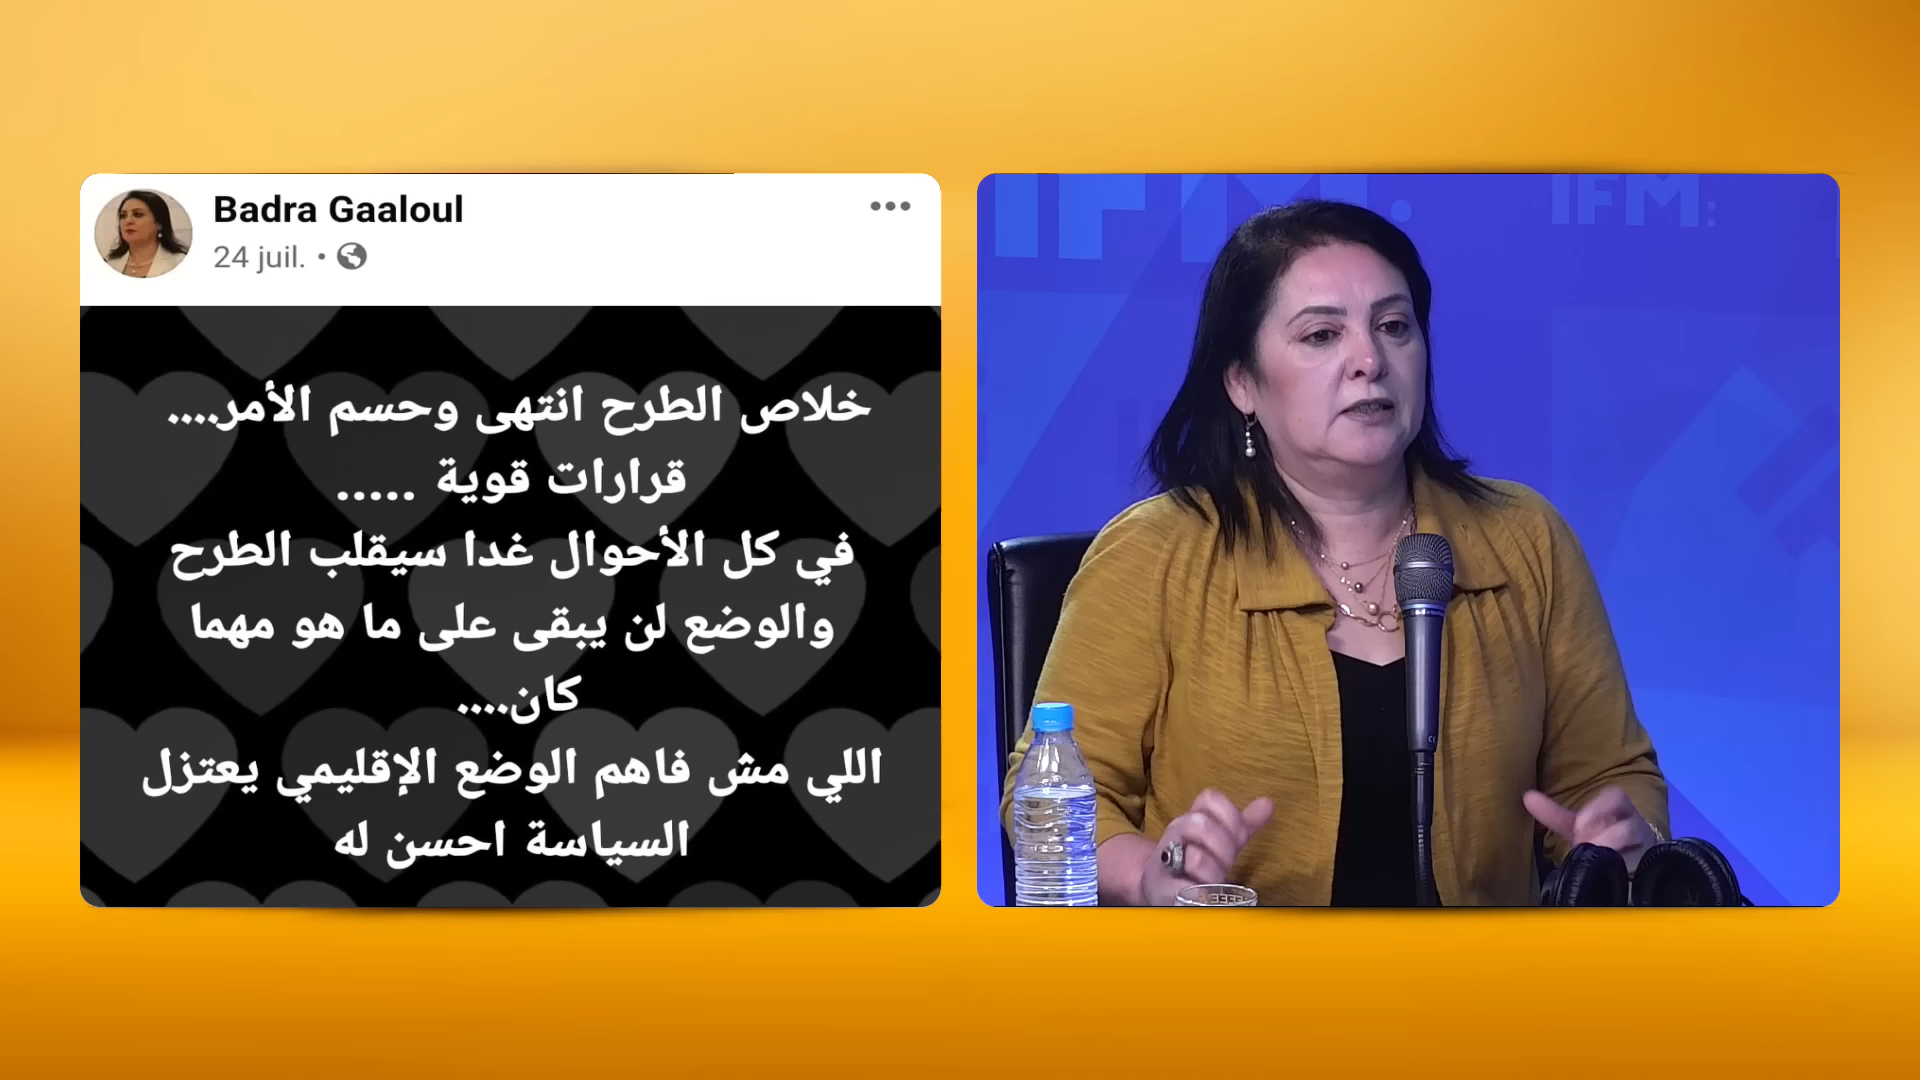 Badra Gaaloul
24 juil.
خلاص الطرح انتهى وحسم الأمر....
قرارات قوية .....
في كل الأحوال غدا سيقلب الطرح
والوضع لن يبقى على ما هو مهما
كان....
اللي مش فاهم الوضع الإقليمي يعتزل
السياسة احسن له
IFM:
IFM: